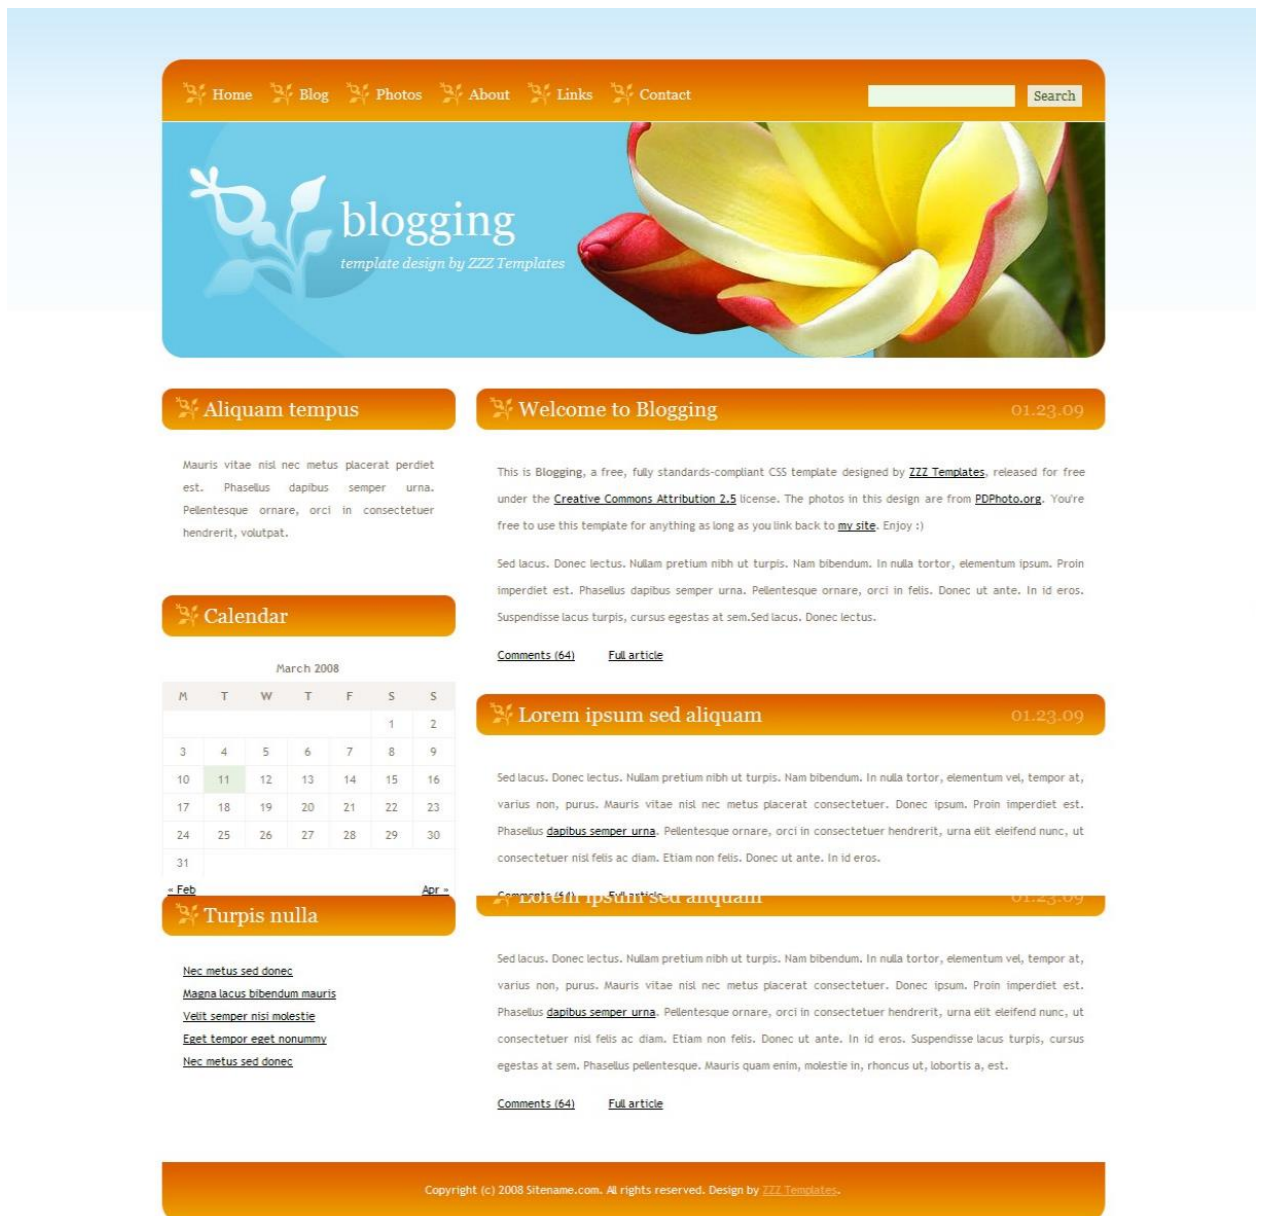 Home Blog Photos About Links Contact Search
blogging
template design by ZZZ Templates
Aliquam tempus
Mauris vitae nisl nec metus placerat perdiet
est. Phasellus dapibus semper urna.
Pellentesque ornare, orci in consectetuer
hendrerit, volutpat.
Calendar
March 2008
M T W T F S S
1 2
3 4 5 6 7 8 9
10 11 12 13 14 15 16
17 18 19 20 21 22 23
24 25 26 27 28 29 30
31
« Feb Apr »
Turpis nulla
Nec metus sed donec
Magna lacus bibendum mauris
Velit semper nisi molestie
Eget tempor eget nonummy
Nec metus sed donec
Welcome to Blogging 01.23.09
This is Blogging, a free, fully standards-compliant CSS template designed by ZZZ Templates, released for free
under the Creative Commons Attribution 2.5 license. The photos in this design are from PDPhoto.org. You're
free to use this template for anything as long as you link back to my site. Enjoy :)
Sed lacus. Donec lectus. Nullam pretium nibh ut turpis. Nam bibendum. In nulla tortor, elementum ipsum. Proin
imperdiet est. Phasellus dapibus semper urna. Pellentesque ornare, orci in felis. Donec ut ante. In id eros.
Suspendisse lacus turpis, cursus egestas at sem.Sed lacus. Donec lectus.
Comments (64) Full article
Lorem ipsum sed aliquam 01.23.09
Sed lacus. Donec lectus. Nullam pretium nibh ut turpis. Nam bibendum. In nulla tortor, elementum vel, tempor at,
varius non, purus. Mauris vitae nisl nec metus placerat consectetuer. Donec ipsum. Proin imperdiet est.
Phasellus dapibus semper urna. Pellentesque ornare, orci in consectetuer hendrerit, urna elit eleifend nunc, ut
consectetuer nisl felis ac diam. Etiam non felis. Donec ut ante. In id eros.
Comments (64) Full article
Lorem ipsum sed aliquam 01.23.09
Sed lacus. Donec lectus. Nullam pretium nibh ut turpis. Nam bibendum. In nulla tortor, elementum vel, tempor at,
varius non, purus. Mauris vitae nisl nec metus placerat consectetuer. Donec ipsum. Proin imperdiet est.
Phasellus dapibus semper urna. Pellentesque ornare, orci in consectetuer hendrerit, urna elit eleifend nunc, ut
consectetuer nisl felis ac diam. Etiam non felis. Donec ut ante. In id eros. Suspendisse lacus turpis, cursus
egestas at sem. Phasellus pellentesque. Mauris quam enim, molestie in, rhoncus ut, lobortis a, est.
Comments (64) Full article
Copyright (c) 2008 Sitename.com. All rights reserved. Design by ZZZ Templates.